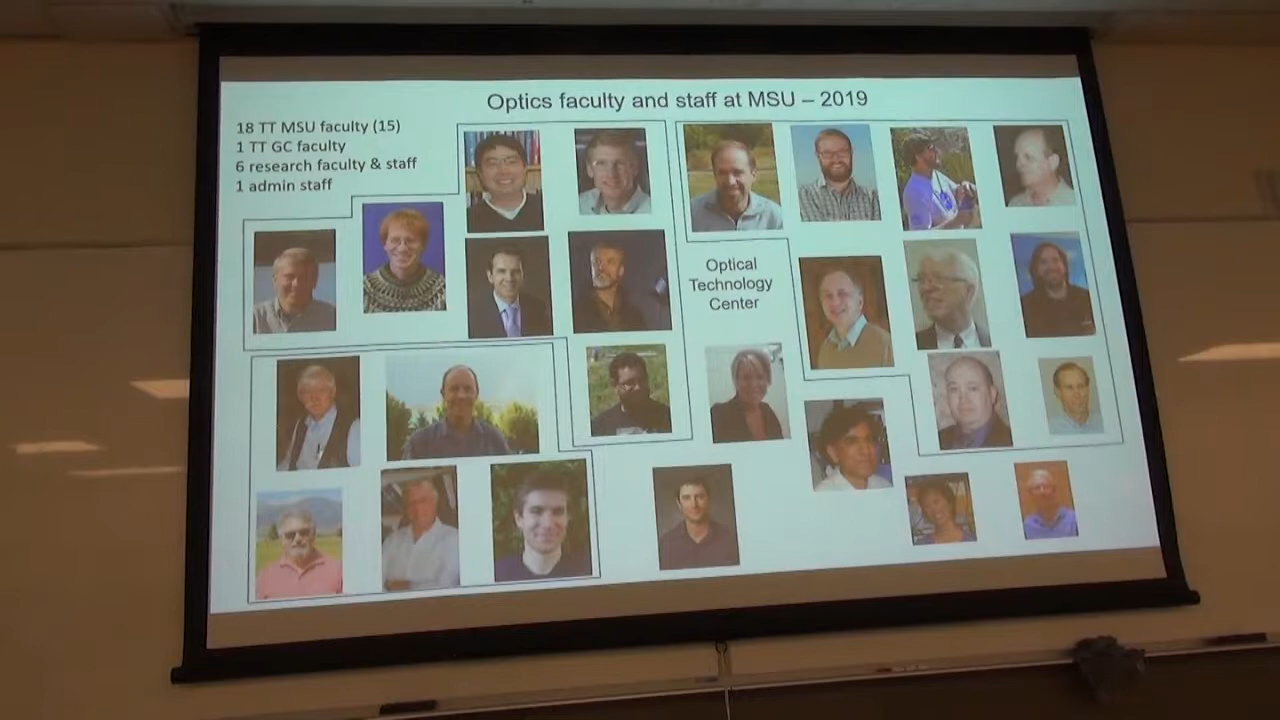 Optics faculty and staff at MSU – 2019
18 TT MSU faculty (15)
1 TT GC faculty
6 research faculty & staff
1 admin staff
Optical
Technology
Center